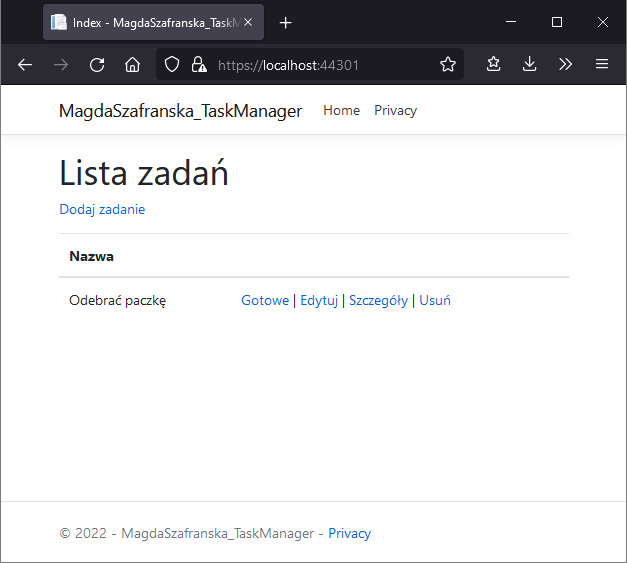 Index - MagdaSzafranska_TaskM
https://localhost:44301
MagdaSzafranska_TaskManager Home Privacy
Lista zadań
Dodaj zadanie
Nazwa
Odebrać paczkę Gotowe | Edytuj | Szczegóły | Usuń
© 2022 - MagdaSzafranska_TaskManager - Privacy